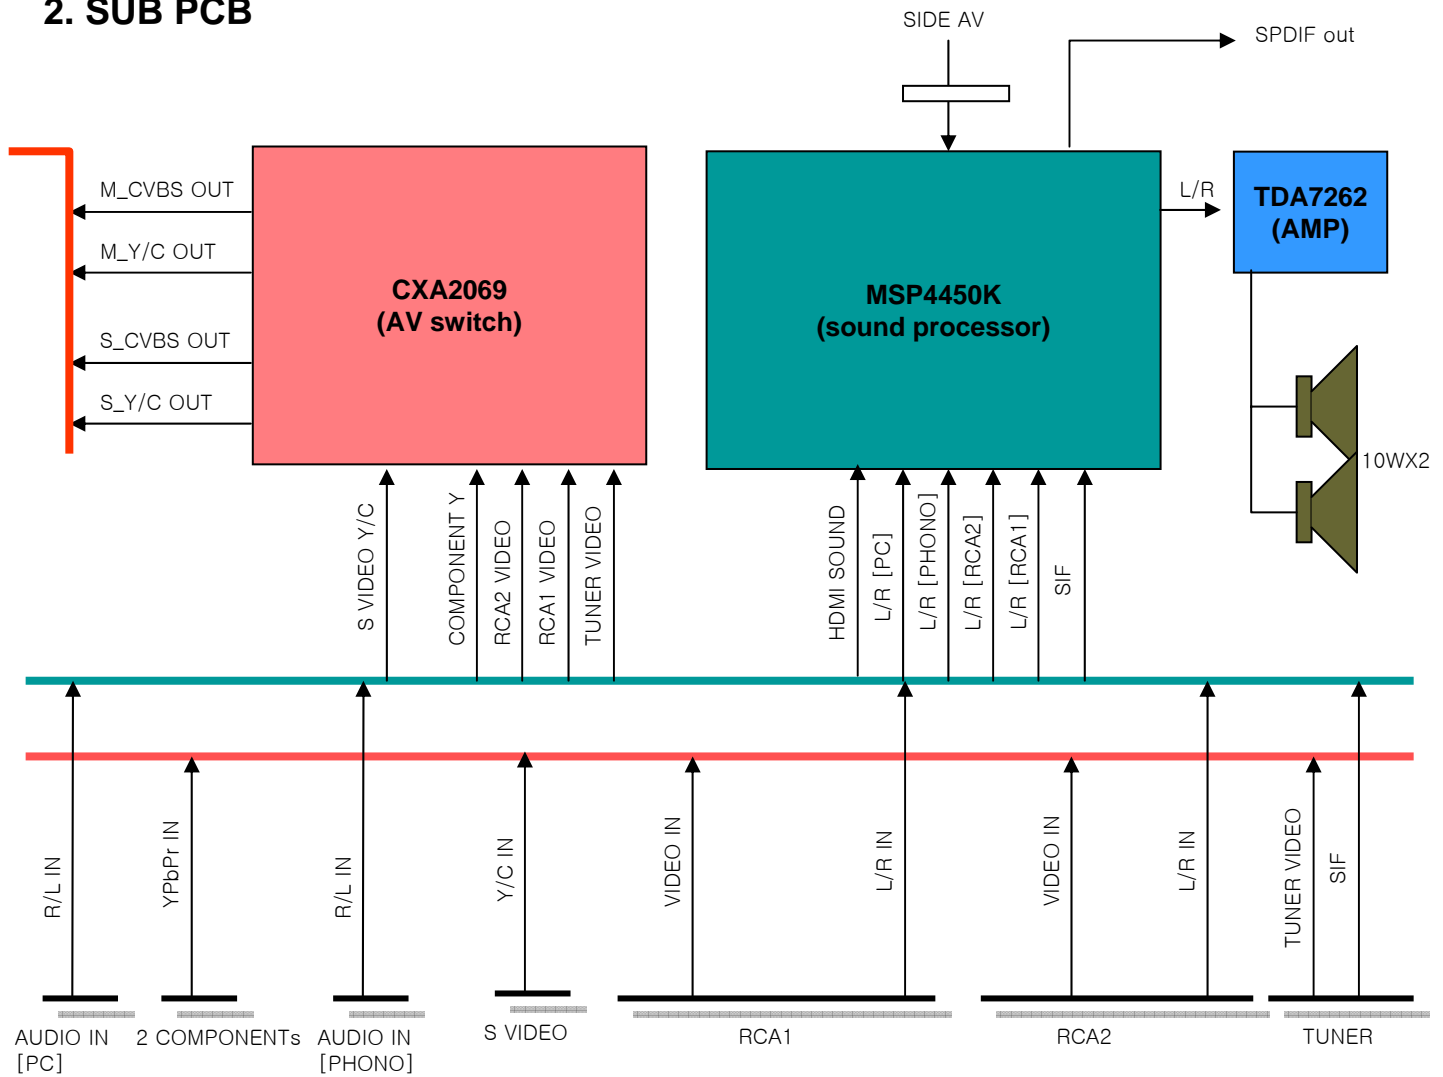 2. SUB PCB
SIDE AV
SPDIF out
M_CVBS OUT
M_Y/C OUT
S_CVBS OUT
S_Y/C OUT
CXA2069
(AV switch)
MSP4450K
(sound processor)
L/R
TDA7262
(AMP)
10WX2
S VIDEO Y/C
COMPONENT Y
RCA2 VIDEO
RCA1 VIDEO
TUNER VIDEO
HDMI SOUND
L/R [PC]
L/R [PHONO]
L/R [RCA2]
L/R [RCA1]
SIF
R/L IN
YPbPr IN
R/L IN
Y/C IN
VIDEO IN
L/R IN
VIDEO IN
L/R IN
TUNER VIDEO
SIF
AUDIO IN
[PC]
2 COMPONENTs
AUDIO IN
[PHONO]
S VIDEO
RCA1
RCA2
TUNER